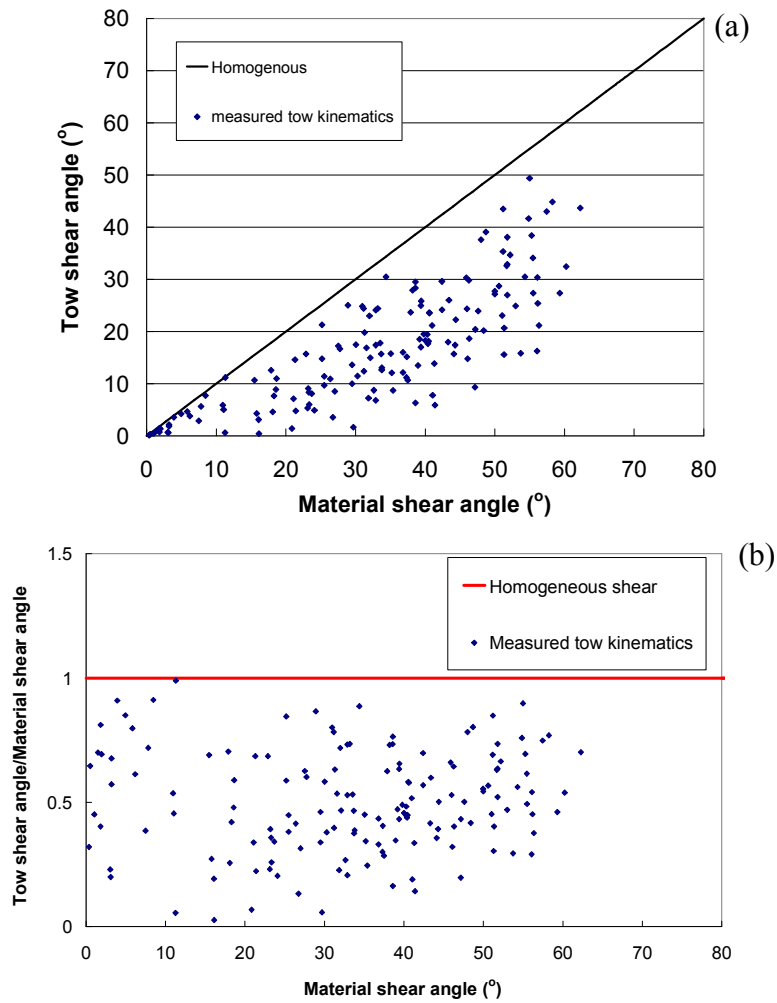 (a)
80
70
60
50
40
30
20
10
0
Homogenous
measured tow kinematics
Tow shear angle (°)
0 10 20 30 40 50 60 70 80
Material shear angle (°)
(b)
1.5
1
0.5
0
Homogeneous shear
Measured tow kinematics
Tow shear angle/Material shear angle
0 10 20 30 40 50 60 70 80
Material shear angle (°)